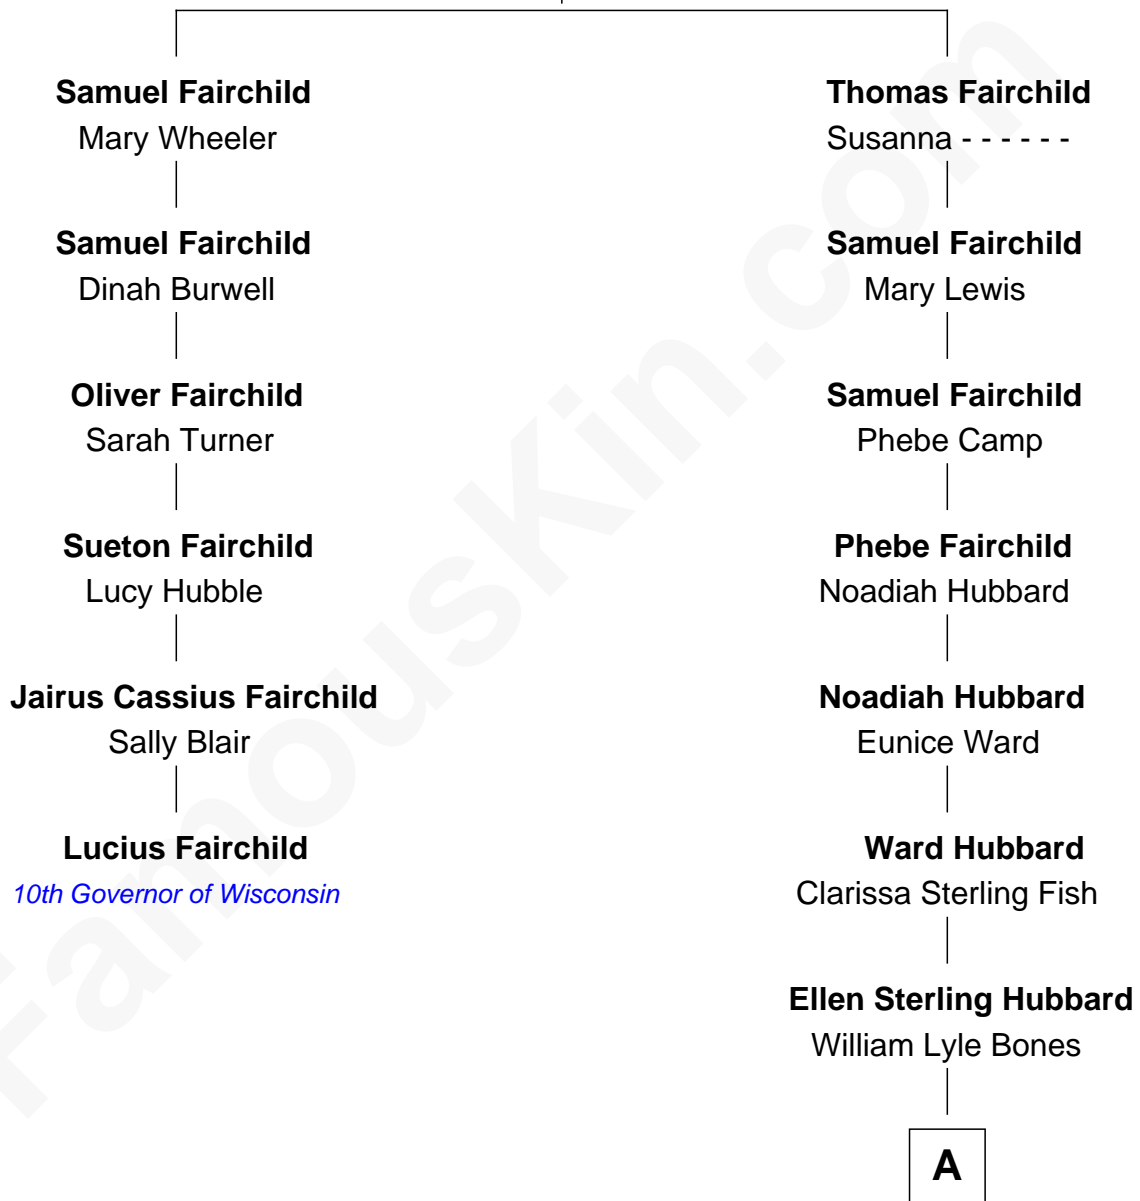 Samuel Fairchild
Mary Wheeler
Samuel Fairchild
Dinah Burwell
Oliver Fairchild
Sarah Turner
Sueton Fairchild
Lucy Hubble
Jairus Cassius Fairchild
Sally Blair
Lucius Fairchild
10th Governor of Wisconsin
Thomas Fairchild
Susanna - - - - - -
Samuel Fairchild
Mary Lewis
Samuel Fairchild
Phebe Camp
Phebe Fairchild
Noadiah Hubbard
Noadiah Hubbard
Eunice Ward
Ward Hubbard
Clarissa Sterling Fish
Ellen Sterling Hubbard
William Lyle Bones
A
FamousKin.com